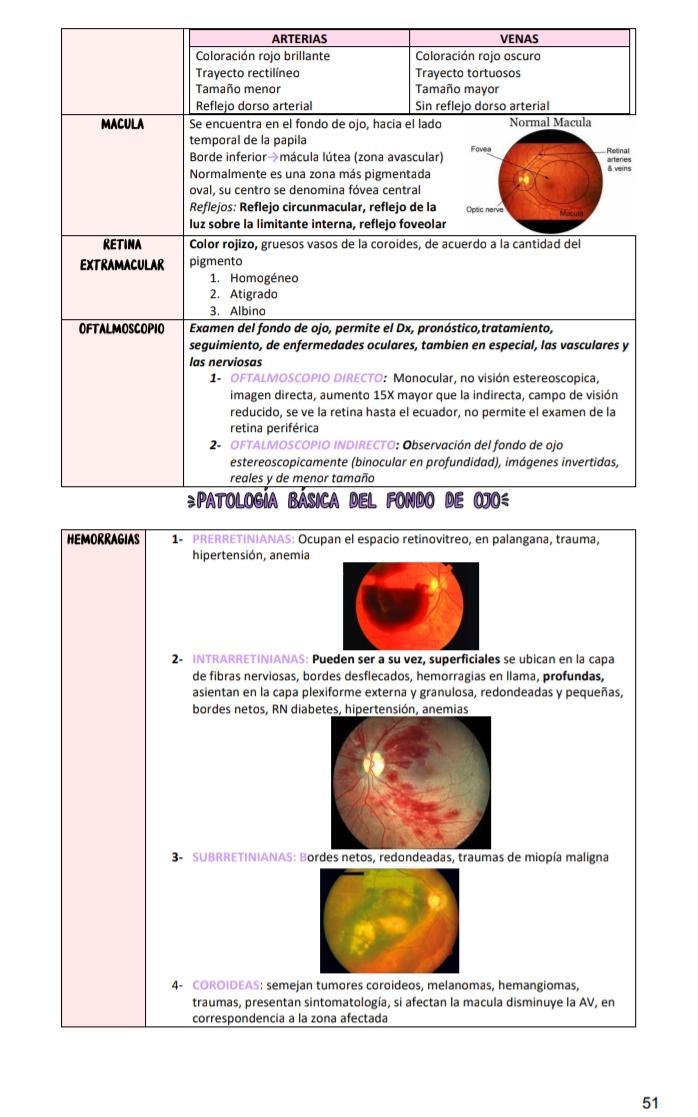 ARTERIAS VENAS
Coloración rojo brillante Coloración rojo oscuro
Trayecto rectilíneo Trayecto tortuosos
Tamaño menor Tamaño mayor
Reflejo dorso arterial Sin reflejo dorso arterial
MACULA
Se encuentra en el fondo de ojo, hacia el lado
temporal de la papila
Borde inferior→mácula lútea (zona avascular)
Normalmente es una zona más pigmentada
oval, su centro se denomina fóvea central
Reflejos: Reflejo circunmacular, reflejo de la
luz sobre la limitante interna, reflejo foveolar
Normal Macula
Fovea
Retinal
arteries
& veins
Optic nerve
Macula
RETINA
EXTRAMACULAR
Color rojizo, gruesos vasos de la coroides, de acuerdo a la cantidad del
pigmento
1. Homogéneo
2. Atigrado
3. Albino
OFTALMOSCOPIO
Examen del fondo de ojo, permite el Dx, pronóstico,tratamiento,
seguimiento, de enfermedades oculares, tambien en especial, las vasculares y
las nerviosas
1- OFTALMOSCOPIO DIRECTO: Monocular, no visión estereoscopica,
imagen directa, aumento 15X mayor que la indirecta, campo de visión
reducido, se ve la retina hasta el ecuador, no permite el examen de la
retina periférica
2- OFTALMOSCOPIO INDIRECTO: Observación del fondo de ojo
estereoscopicamente (binocular en profundidad), imágenes invertidas,
reales y de menor tamaño
PATOLOGÍA BÁSICA DEL FONDO DE OJO
HEMORRAGIAS
1- PRERRETINIANAS: Ocupan el espacio retinovitreo, en palangana, trauma,
hipertensión, anemia
2- INTRARRETINIANAS: Pueden ser a su vez, superficiales se ubican en la capa
de fibras nerviosas, bordes desflecados, hemorragias en llama, profundas,
asientan en la capa plexiforme externa y granulosa, redondeadas y pequeñas,
bordes netos, RN diabetes, hipertensión, anemias
3- SUBRRETINIANAS: Bordes netos, redondeadas, traumas de miopía maligna
4- COROIDEAS: semejan tumores coroideos, melanomas, hemangiomas,
traumas, presentan sintomatología, si afectan la macula disminuye la AV, en
correspondencia a la zona afectada
51